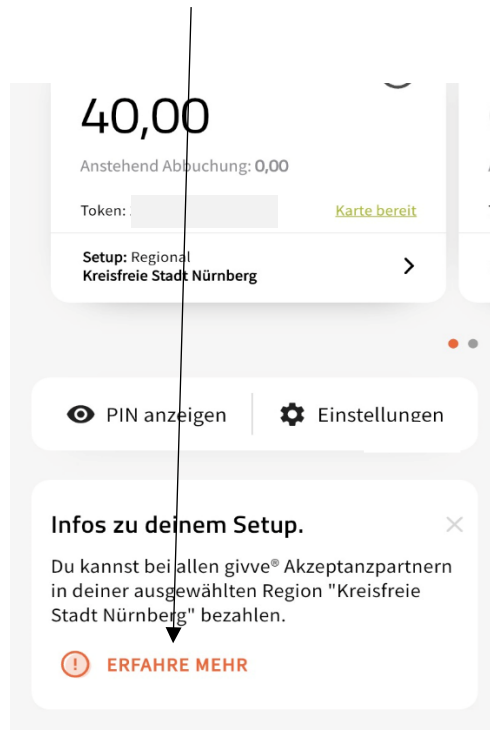 40,00
Anstehend Abbuchung: 0,00
Token:
Karte bereit
Setup: Regional
Kreisfreie Stadt Nürnberg
PIN anzeigen
Einstellungen
Infos zu deinem Setup.
Du kannst bei allen givve® Akzeptanzpartnern
in deiner ausgewählten Region "Kreisfreie
Stadt Nürnberg" bezahlen.
ERFAHRE MEHR